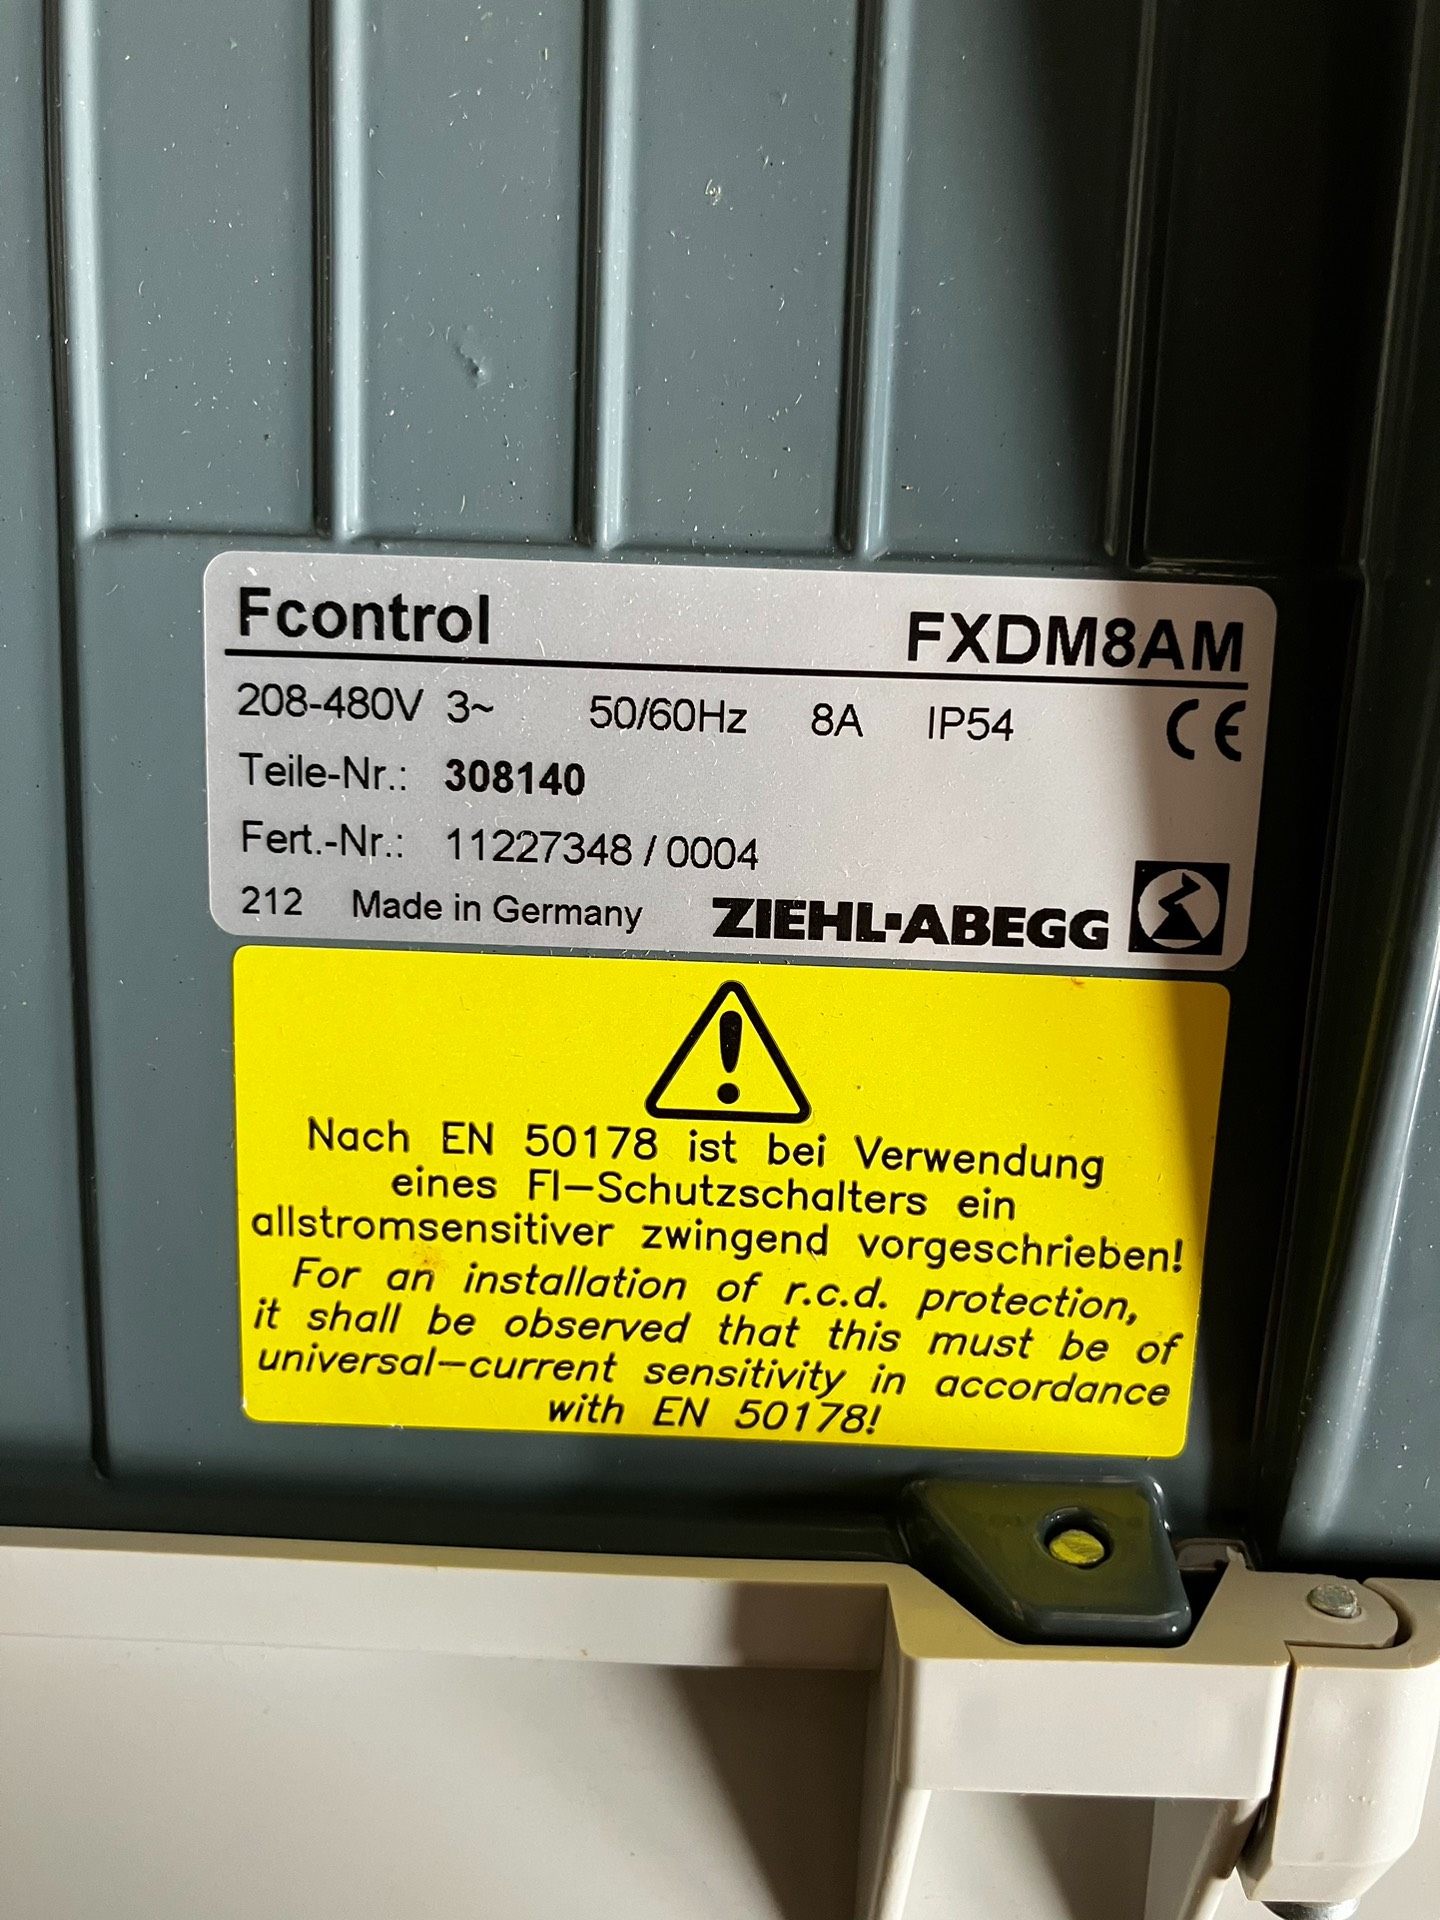 Fcontrol FXDM8AM
208-480V 3~ 50/60Hz 8A IP54 CE
Teile-Nr.: 308140
Fert.-Nr.: 11227348 / 0004
212 Made in Germany ZIEHL-ABEGG
Nach EN 50178 ist bei Verwendung
eines FI-Schutzschalters ein
allstromsensitiver zwingend vorgeschrieben!
For an installation of r.c.d. protection,
it shall be observed that this must be of
universal-current sensitivity in accordance
with EN 50178!